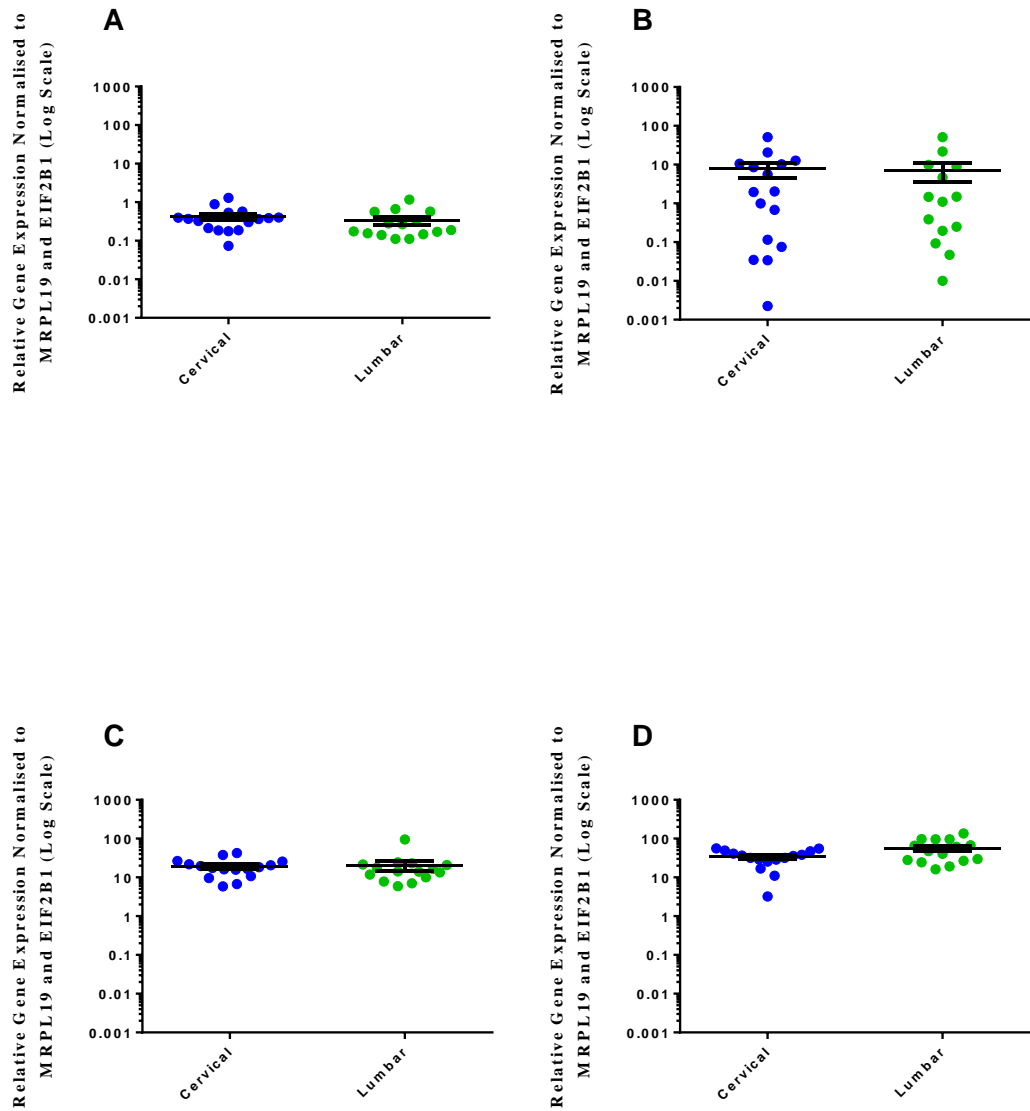 A
Relative Gene Expression Normalised to
MRPL19 and EIF2B1 (Log Scale)
1000
100
10
1
0.1
0.01
0.001
Cervical
Lumbar
B
Relative Gene Expression Normalised to
MRPL19 and EIF2B1 (Log Scale)
1000
100
10
1
0.1
0.01
0.001
Cervical
Lumbar
C
Relative Gene Expression Normalised to
MRPL19 and EIF2B1 (Log Scale)
1000
100
10
1
0.1
0.01
0.001
Cervical
Lumbar
D
Relative Gene Expression Normalised to
MRPL19 and EIF2B1 (Log Scale)
1000
100
10
1
0.1
0.01
0.001
Cervical
Lumbar